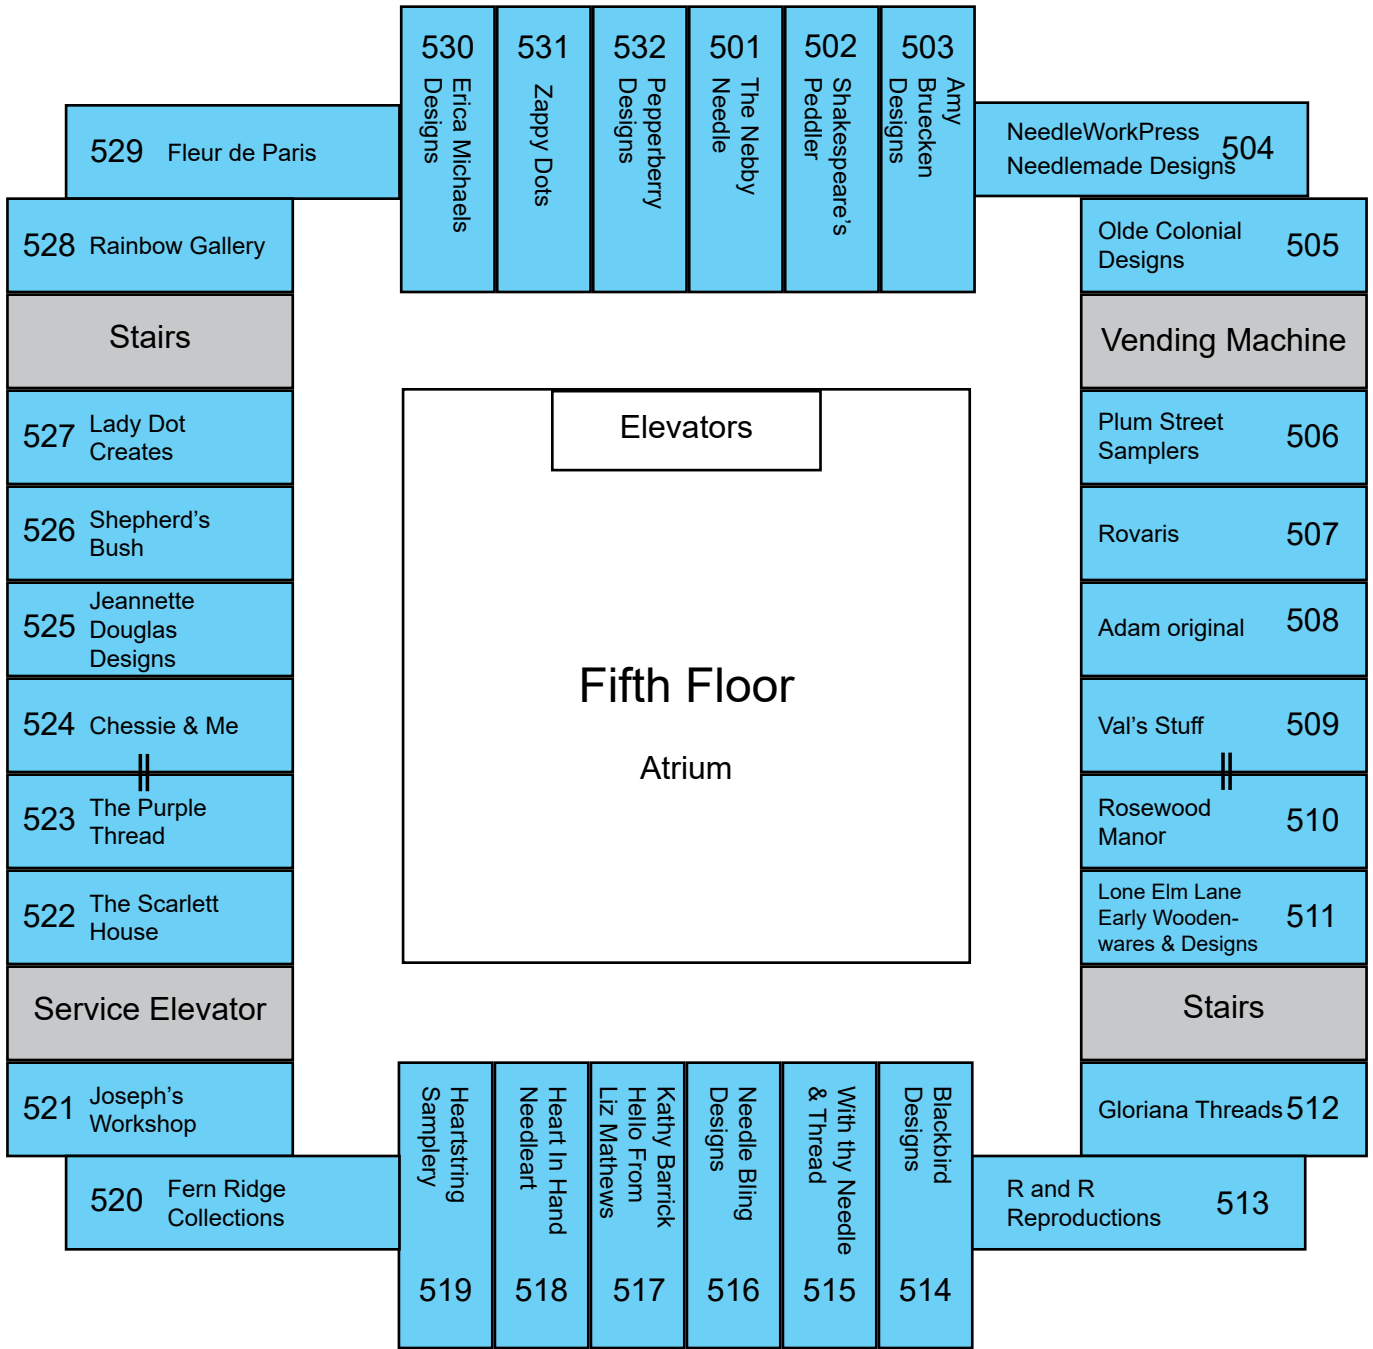 530
Erica Michaels
Designs
531
Zappy Dots
532
Pepperberry
Designs
501
The Nebby
Needle
502
Shakespeare’s
Peddler
503
Amy
Bruecken
Designs
529 Fleur de Paris
NeedleWorkPress
Needlemade Designs
504
528 Rainbow Gallery
Olde Colonial
Designs
505
Stairs
Vending Machine
Elevators
527
Lady Dot
Creates
Plum Street
Samplers
506
526
Shepherd’s
Bush
Rovaris 507
525
Jeannette
Douglas
Designs
Adam original 508
Fifth Floor
Atrium
524 Chessie & Me
Val’s Stuff 509
523
The Purple
Thread
Rosewood
Manor
510
522
The Scarlett
House
Lone Elm Lane
Early Wooden-
wares & Designs
511
Service Elevator
Stairs
521
Joseph’s
Workshop
Gloriana Threads 512
520
Fern Ridge
Collections
Heartstring
Samplery
519
Heart In Hand
Needleart
518
Kathy Barrick
Hello From
Liz Mathews
517
Needle Bling
Designs
516
With thy Needle
& Thread
515
Blackbird
Designs
514
R and R
Reproductions
513